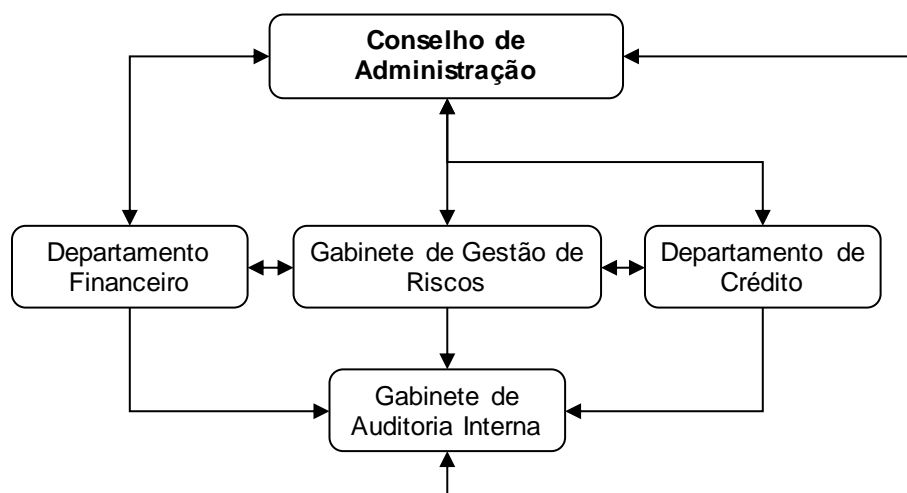 Conselho de
Administração
Departamento
Financeiro
Gabinete de Gestão de
Riscos
Departamento de
Crédito
Gabinete de
Auditoria Interna